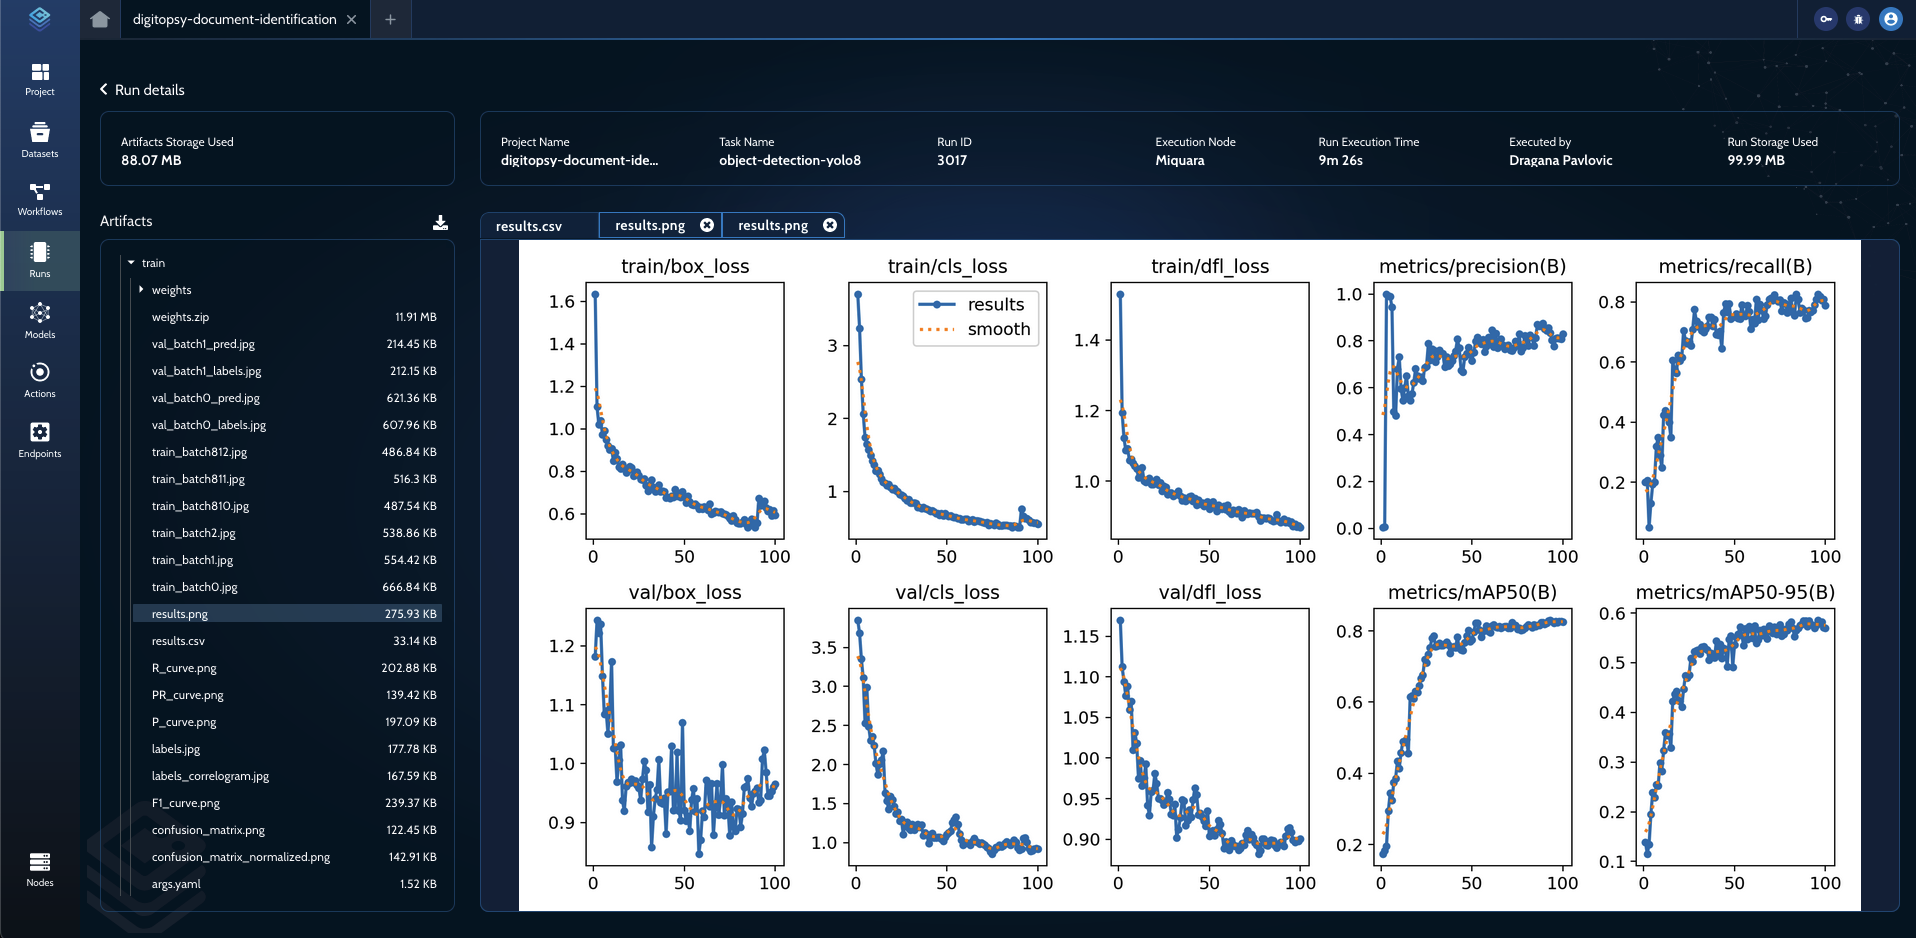 digitopsy-document-identification
Project
Datasets
Workflows
Runs
Models
Actions
Endpoints
Nodes
Run details
Artifacts Storage Used
88.07 MB
Project Name
digitopsy-document-ide...
Task Name
object-detection-yolo8
Run ID
3017
Execution Node
Miquara
Run Execution Time
9m 26s
Executed by
Dragana Pavlovic
Run Storage Used
99.99 MB
Artifacts
train
weights
weights.zip 11.91 MB
val_batch1_pred.jpg 214.45 KB
val_batch1_labels.jpg 212.15 KB
val_batch0_pred.jpg 621.36 KB
val_batch0_labels.jpg 607.96 KB
train_batch812.jpg 486.84 KB
train_batch811.jpg 516.3 KB
train_batch810.jpg 487.54 KB
train_batch2.jpg 538.86 KB
train_batch1.jpg 554.42 KB
train_batch0.jpg 666.84 KB
results.png 275.93 KB
results.csv 33.14 KB
R_curve.png 202.88 KB
PR_curve.png 139.42 KB
P_curve.png 197.09 KB
labels.jpg 177.78 KB
labels_correlogram.jpg 167.59 KB
F1_curve.png 239.37 KB
confusion_matrix.png 122.45 KB
confusion_matrix_normalized.png 142.91 KB
args.yaml 1.52 KB
results.csv results.png results.png
train/box_loss
1.6
1.4
1.2
1.0
0.8
0.6
0 50 100
train/cls_loss
results
smooth
3
2
1
0 50 100
train/dfl_loss
1.4
1.2
1.0
0 50 100
metrics/precision(B)
1.0
0.8
0.6
0.4
0.2
0.0
0 50 100
metrics/recall(B)
0.8
0.6
0.4
0.2
0 50 100
val/box_loss
1.2
1.1
1.0
0.9
0 50 100
val/cls_loss
3.5
3.0
2.5
2.0
1.5
1.0
0 50 100
val/dfl_loss
1.15
1.10
1.05
1.00
0.95
0.90
0 50 100
metrics/mAP50(B)
0.8
0.6
0.4
0.2
0 50 100
metrics/mAP50-95(B)
0.6
0.5
0.4
0.3
0.2
0.1
0 50 100